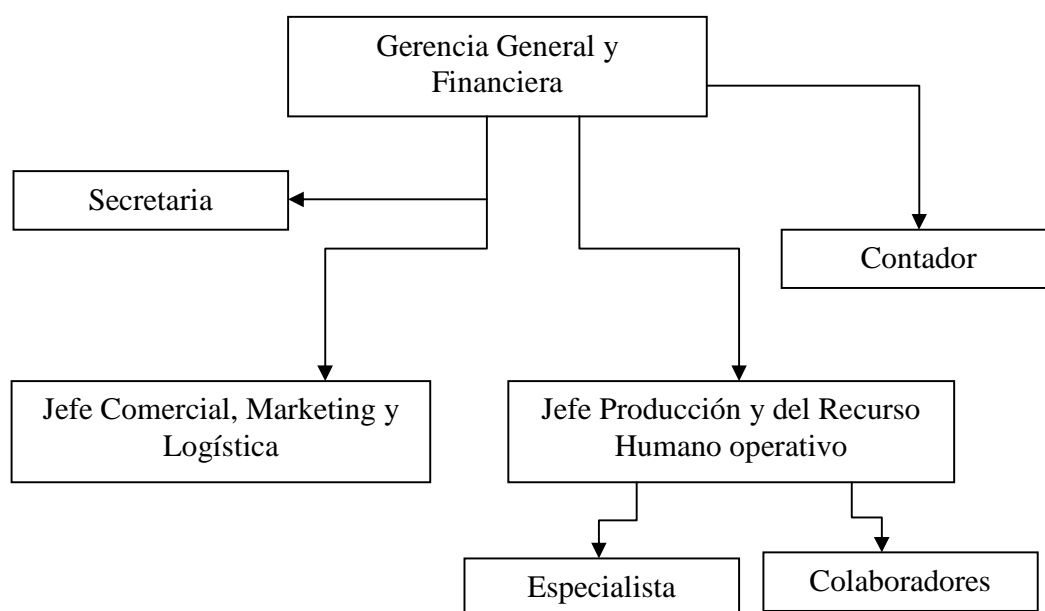 Gerencia General y
Financiera
Secretaria
Contador
Jefe Comercial, Marketing y
Logística
Jefe Producción y del Recurso
Humano operativo
Especialista
Colaboradores